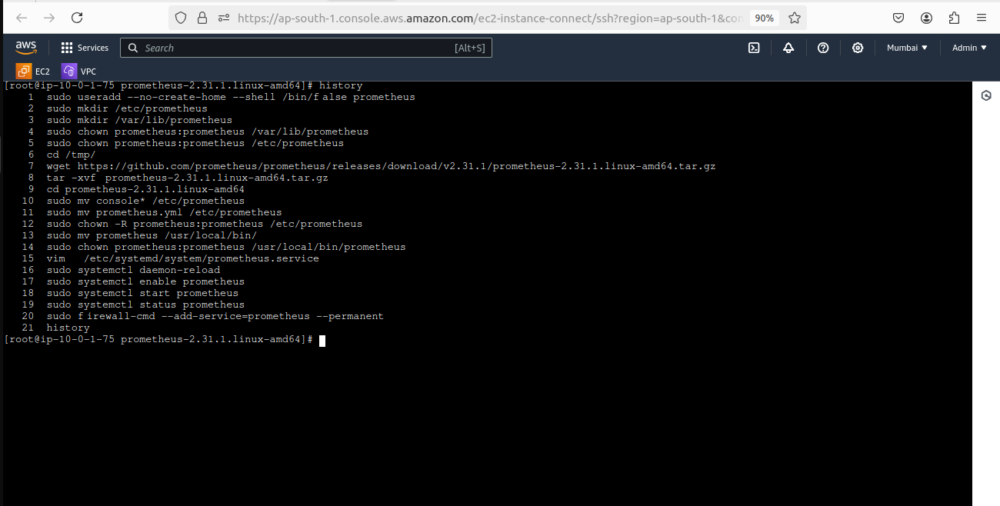 https://ap-south-1.console.aws.amazon.com/ec2-instance-connect/ssh?region=ap-south-1&con
90%
aws
Services
Search
[Alt+S]
Mumbai
Admin
EC2
VPC
[root@ip-10-0-1-75 prometheus-2.31.1.linux-amd64]# history
1 sudo useradd --no-create-home --shell /bin/false prometheus
2 sudo mkdir /etc/prometheus
3 sudo mkdir /var/lib/prometheus
4 sudo chown prometheus:prometheus /var/lib/prometheus
5 sudo chown prometheus:prometheus /etc/prometheus
6 cd /tmp/
7 wget https://github.com/prometheus/prometheus/releases/download/v2.31.1/prometheus-2.31.1.linux-amd64.tar.gz
8 tar -xvf prometheus-2.31.1.linux-amd64.tar.gz
9 cd prometheus-2.31.1.linux-amd64
10 sudo mv console* /etc/prometheus
11 sudo mv prometheus.yml /etc/prometheus
12 sudo chown -R prometheus:prometheus /etc/prometheus
13 sudo mv prometheus /usr/local/bin/
14 sudo chown prometheus:prometheus /usr/local/bin/prometheus
15 vim   /etc/systemd/system/prometheus.service
16 sudo systemctl daemon-reload
17 sudo systemctl enable prometheus
18 sudo systemctl start prometheus
19 sudo systemctl status prometheus
20 sudo firewall-cmd --add-service=prometheus --permanent
21 history
[root@ip-10-0-1-75 prometheus-2.31.1.linux-amd64]#